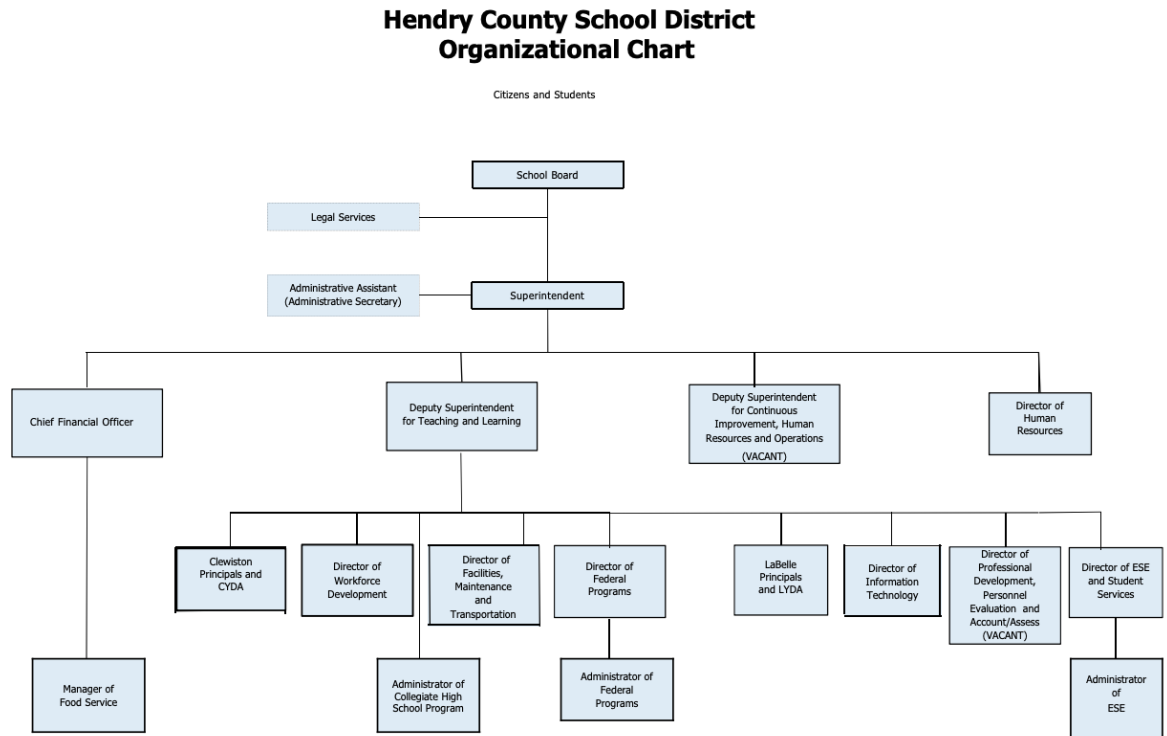 Hendry County School District
Organizational Chart
Citizens and Students
School Board
Legal Services
Administrative Assistant
(Administrative Secretary)
Superintendent
Chief Financial Officer
Deputy Superintendent
for Teaching and Learning
Deputy Superintendent
for Continuous
Improvement, Human
Resources and Operations
(VACANT)
Director of
Human
Resources
Clewiston
Principals and
CYDA
Director of
Workforce
Development
Director of
Facilities,
Maintenance
and
Transportation
Director of
Federal
Programs
LaBelle
Principals
and LYDA
Director of
Information
Technology
Director of
Professional
Development,
Personnel
Evaluation and
Account/Assess
(VACANT)
Director of ESE
and Student
Services
Manager of
Food Service
Administrator of
Collegiate High
School Program
Administrator of
Federal
Programs
Administrator
of
ESE